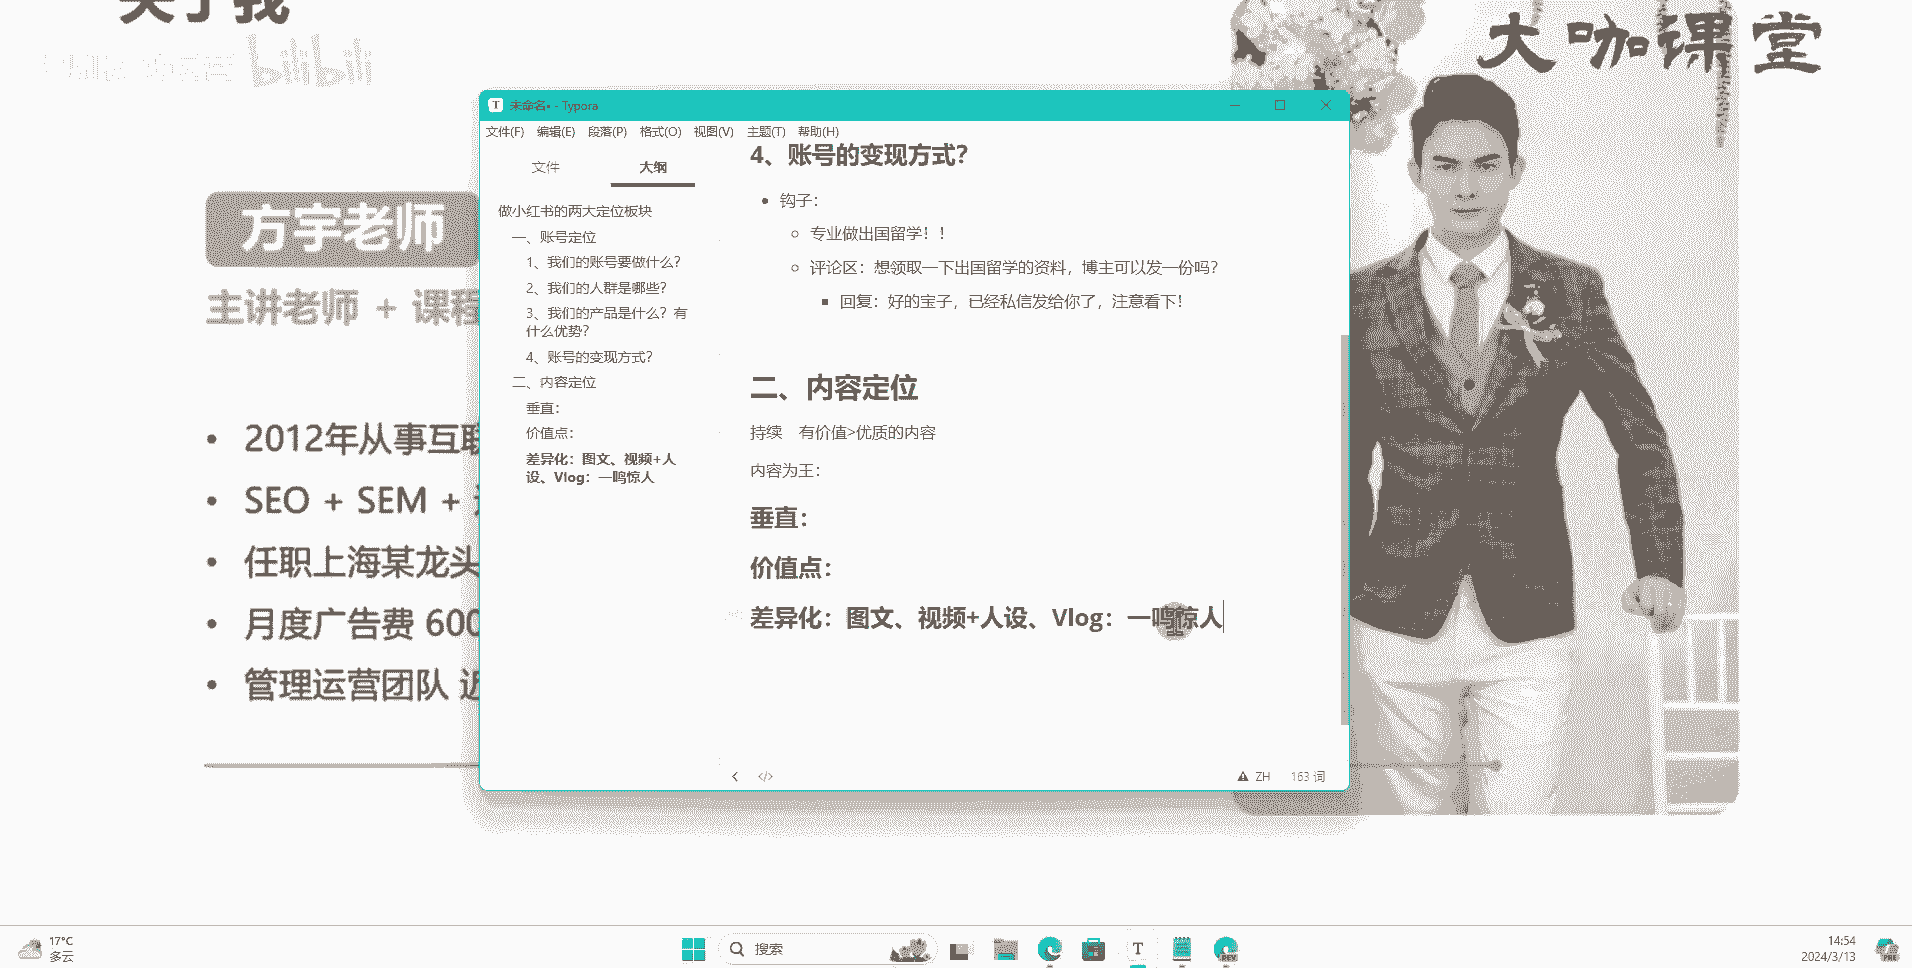 关于我
bilibili
大咖课堂
方宇老师
主讲老师 + 课程
2012年从事互联
SEO + SEM +
任职上海某龙头
月度广告费 600
管理运营团队 近
未命名• - Typora
文件(F) 编辑(E) 段落(P) 格式(O) 视图(V) 主题(T) 帮助(H)
文件 大纲
做小红书的两大定位板块
一、账号定位
1、我们的账号要做什么？
2、我们的人群是哪些？
3、我们的产品是什么？有
什么优势？
4、账号的变现方式？
二、内容定位
垂直：
价值点：
差异化：图文、视频+人
设、Vlog：一鸣惊人
4、账号的变现方式？
钩子：
专业做出国留学！！
评论区：想领取一下出国留学的资料，博主可以发一份吗？
回复：好的宝子，已经私信发给你了，注意看下！
二、内容定位
持续 有价值>优质的内容
内容为王：
垂直：
价值点：
差异化：图文、视频+人设、Vlog：一鸣惊人
ZH 163 词
17°C
多云
搜索
T
DEV
14:54
2024/3/13
PRE